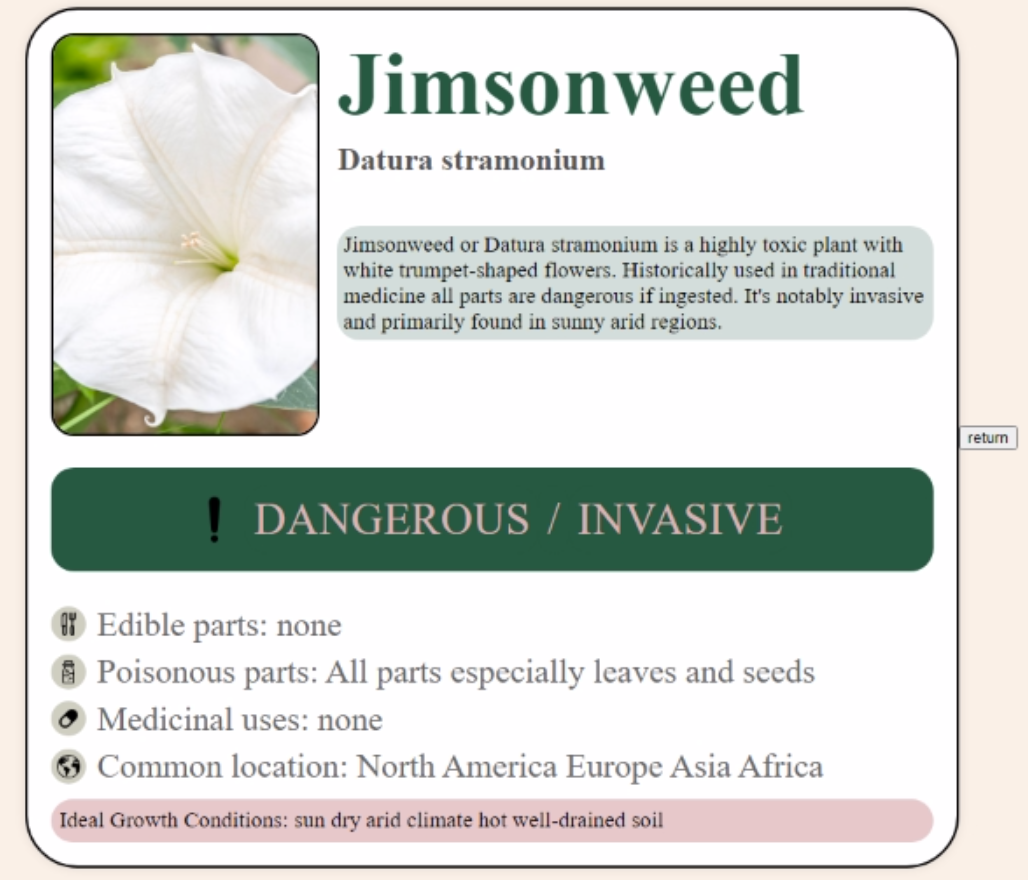 Jimsonweed
Datura stramonium
Jimsonweed or Datura stramonium is a highly toxic plant with
white trumpet-shaped flowers. Historically used in traditional
medicine all parts are dangerous if ingested. It's notably invasive
and primarily found in sunny arid regions.
return
! DANGEROUS / INVASIVE
Edible parts: none
Poisonous parts: All parts especially leaves and seeds
Medicinal uses: none
Common location: North America Europe Asia Africa
Ideal Growth Conditions: sun dry arid climate hot well-drained soil